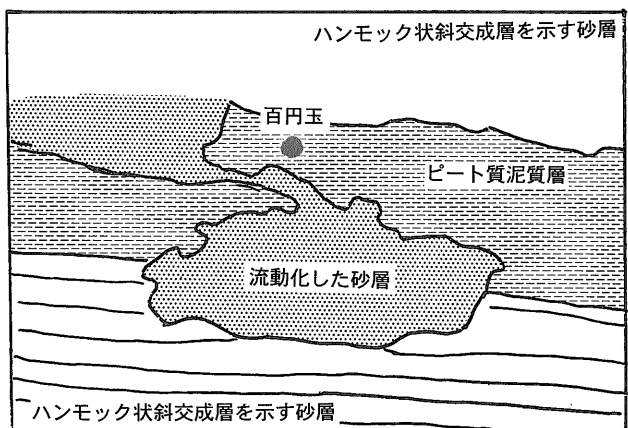 ハンモック状斜交成層を示す砂層
百円玉
ピート質泥質層
流動化した砂層
ハンモック状斜交成層を示す砂層